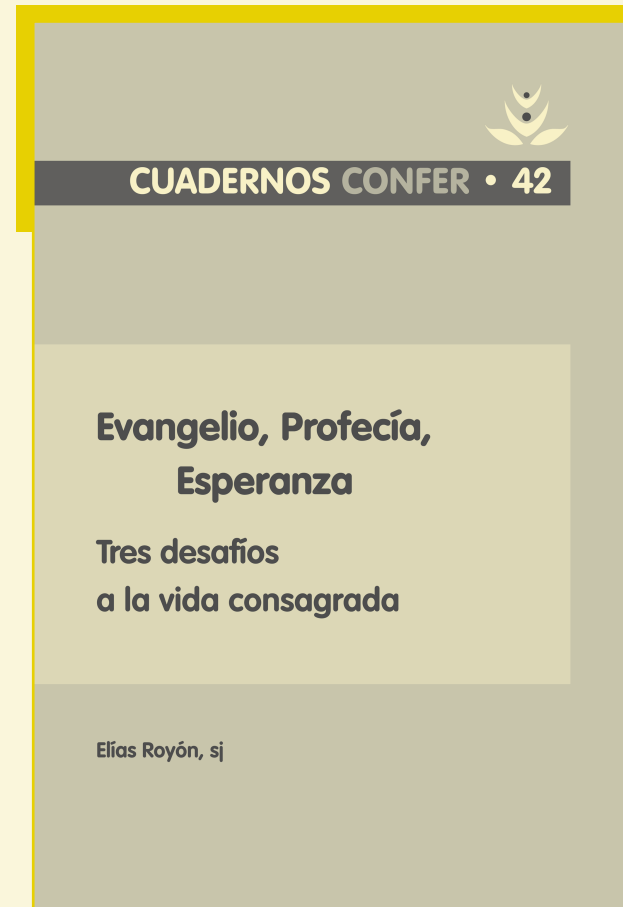 CUADERNOS CONFER • 42
Evangelio, Profecía,
Esperanza
Tres desafíos
a la vida consagrada
Elías Royón, sj